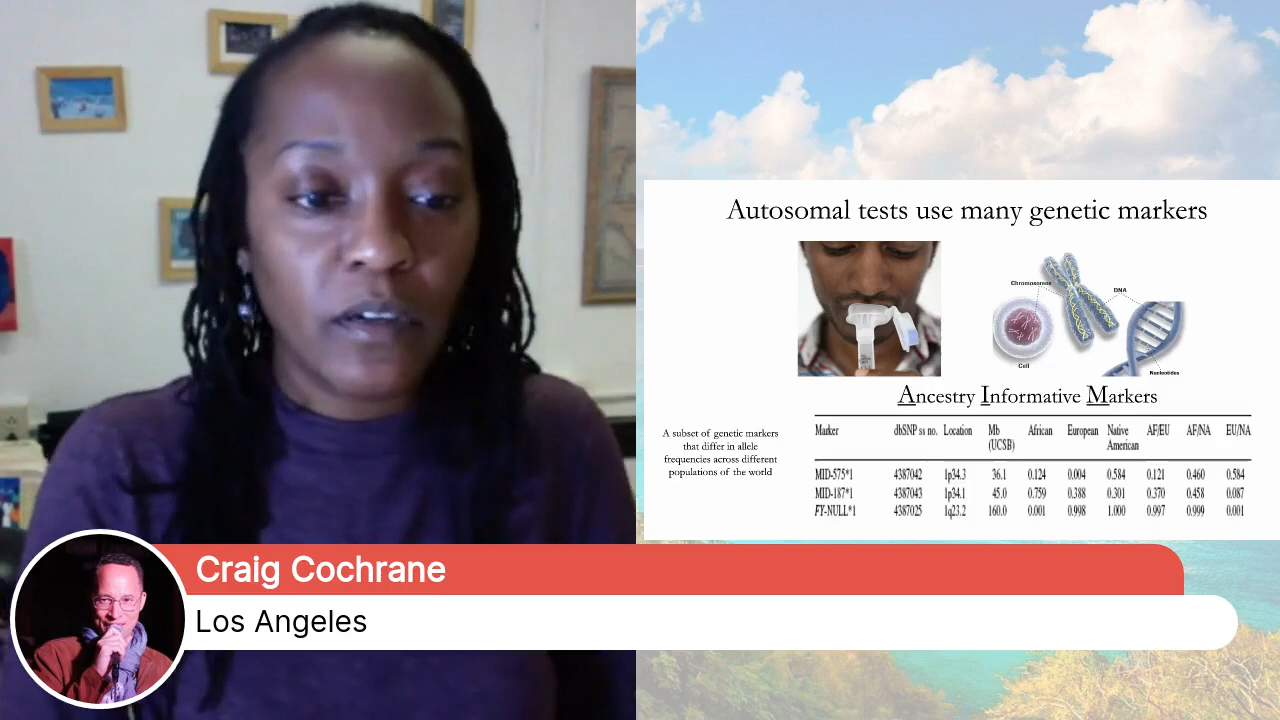 Autosomal tests use many genetic markers
Chromosomes
DNA
Cell
Nucleotides
Ancestry Informative Markers
A subset of genetic markers
that differ in allele
frequencies across different
populations of the world
Marker dbSNP ss no. Location Mb (UCSB) African European Native American AF/EU AF/NA EU/NA
MID-575*1 4387042 1p34.3 36.1 0.124 0.004 0.584 0.121 0.460 0.584
MID-187*1 4387043 1p34.1 45.0 0.759 0.388 0.301 0.370 0.458 0.087
FY-NULL*1 4387025 1q23.2 160.0 0.001 0.998 1.000 0.997 0.999 0.001
Craig Cochrane
Los Angeles